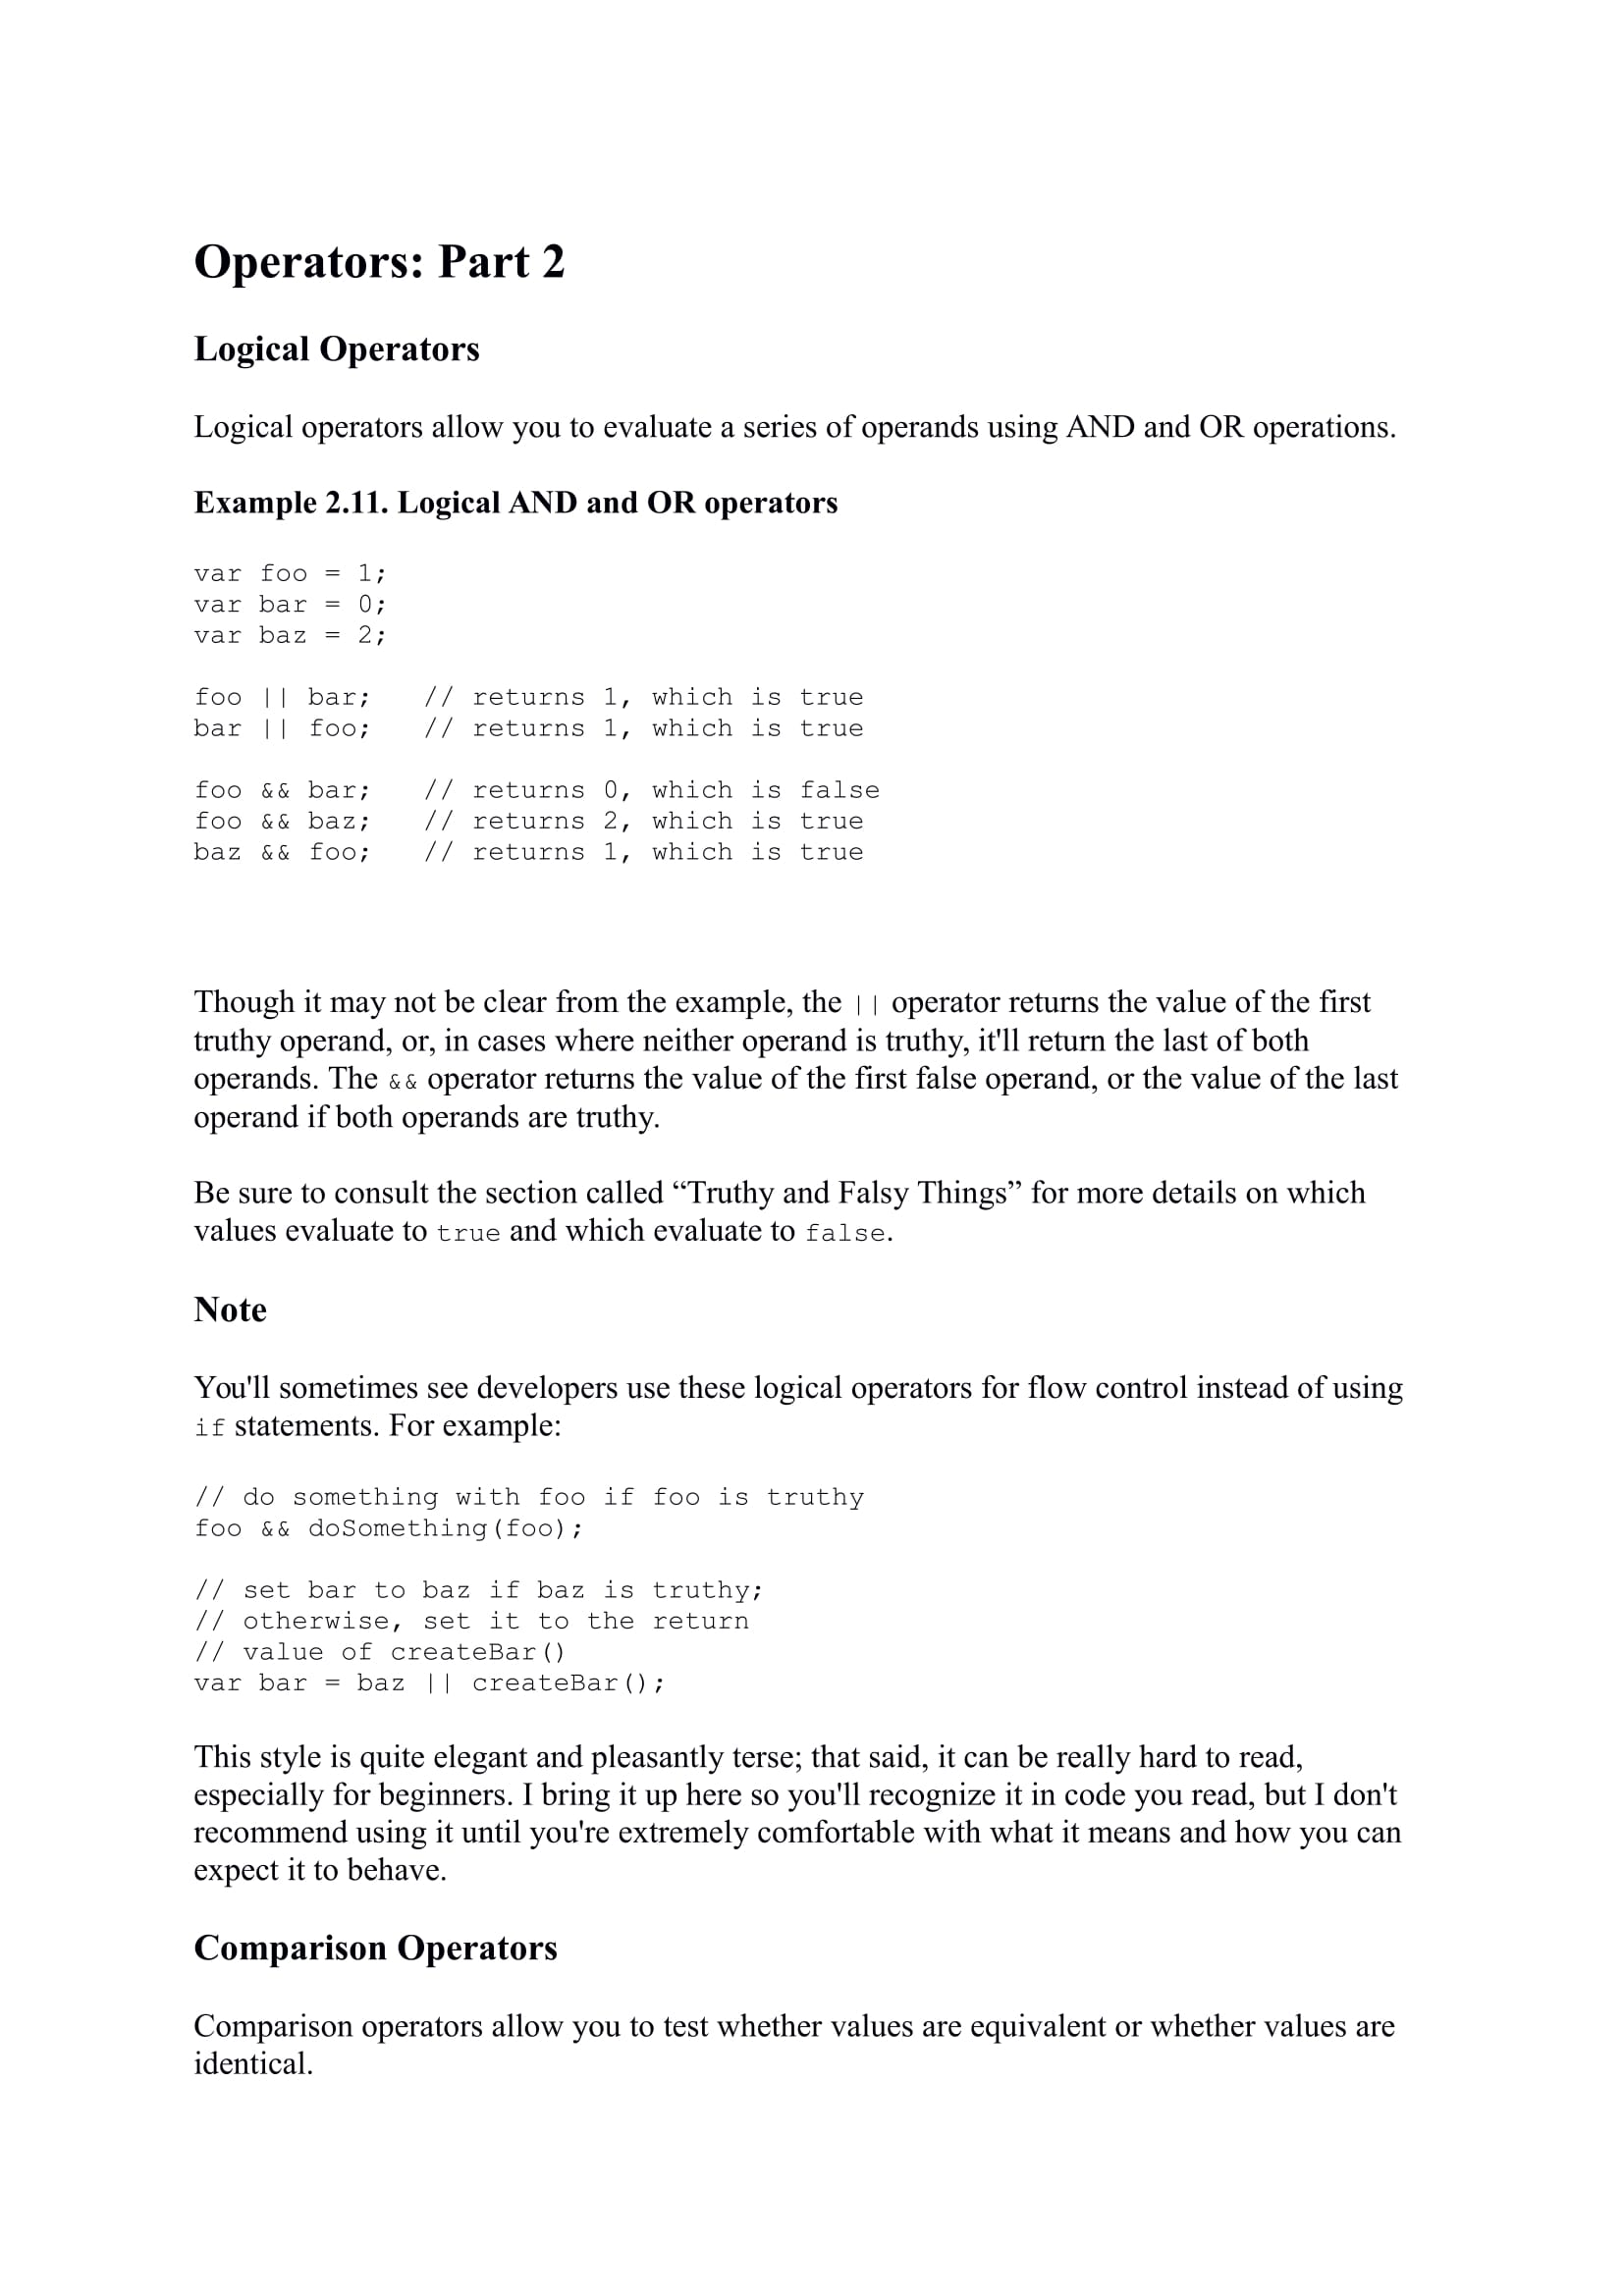 Operators: Part 2
Logical Operators
Logical operators allow you to evaluate a series of operands using AND and OR operations.
Example 2.11. Logical AND and OR operators
var foo = 1;
var bar = 0;
var baz = 2;
foo || bar;   // returns 1, which is true
bar || foo;   // returns 1, which is true
foo && bar;   // returns 0, which is false
foo && baz;   // returns 2, which is true
baz && foo;   // returns 1, which is true
Though it may not be clear from the example, the || operator returns the value of the first
truthy operand, or, in cases where neither operand is truthy, it'll return the last of both
operands. The && operator returns the value of the first false operand, or the value of the last
operand if both operands are truthy.
Be sure to consult the section called “Truthy and Falsy Things” for more details on which
values evaluate to true and which evaluate to false.
Note
You'll sometimes see developers use these logical operators for flow control instead of using
if statements. For example:
// do something with foo if foo is truthy
foo && doSomething(foo);
// set bar to baz if baz is truthy;
// otherwise, set it to the return
// value of createBar()
var bar = baz || createBar();
This style is quite elegant and pleasantly terse; that said, it can be really hard to read,
especially for beginners. I bring it up here so you'll recognize it in code you read, but I don't
recommend using it until you're extremely comfortable with what it means and how you can
expect it to behave.
Comparison Operators
Comparison operators allow you to test whether values are equivalent or whether values are
identical.